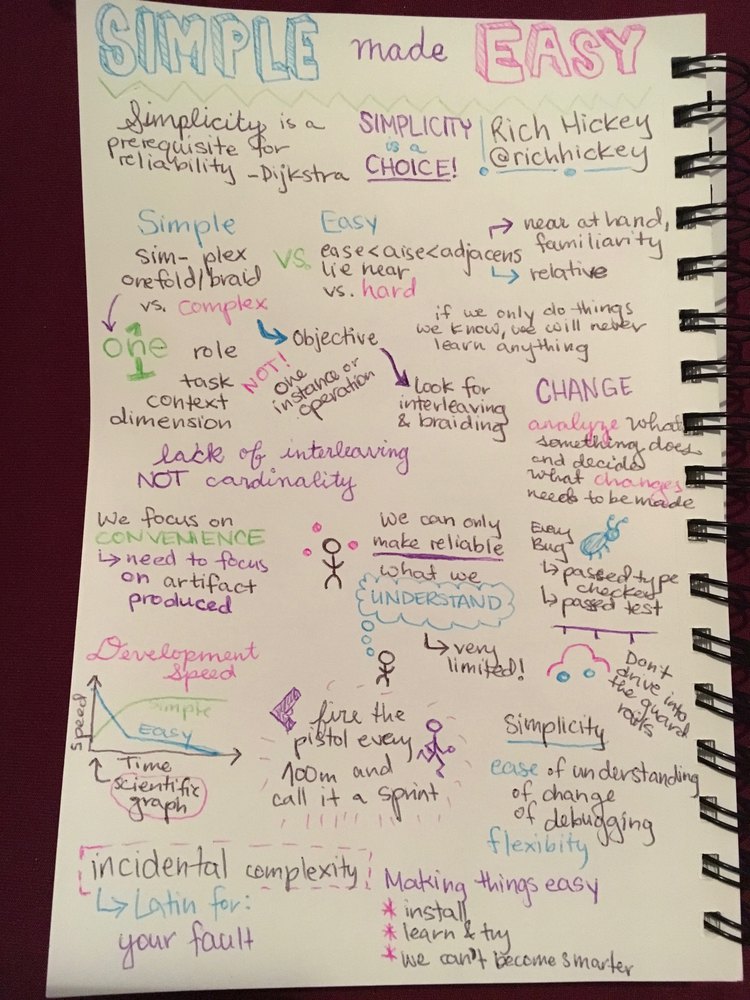 SIMPLE made EASY
Simplicity is a
prerequisite for
reliability -Dijkstra
SIMPLICITY
is a
CHOICE!
Rich Hickey
@richhickey
Simple
sim- plex
onefold/braid
vs. complex
VS.
Easy
ease<aise<adjacens
lie near
vs. hard
near at hand,
familiarity
relative
if we only do things
we know, we will never
learn anything
one
role
task
context
dimension
Objective
NOT!
one
instance or
operation
look for
interleaving
& braiding
lack of interleaving
NOT cardinality
CHANGE
analyze what
something does
and decide
what changes
needs to be made
We focus on
CONVENIENCE
need to focus
on artifact
produced
we can only
make reliable
what we
UNDERSTAND
very
limited!
Every
Bug
passed type
checker
passed test
Don't
drive into
the guard
rails
Development
Speed
Speed
Simple
Easy
Time
scientific
graph
fire the
pistol every
100m and
call it a sprint
Simplicity
ease of understanding
of change
of debugging
flexibity
incidental complexity
Latin for:
your fault
Making things easy
* install
* learn & try
* we can't become smarter